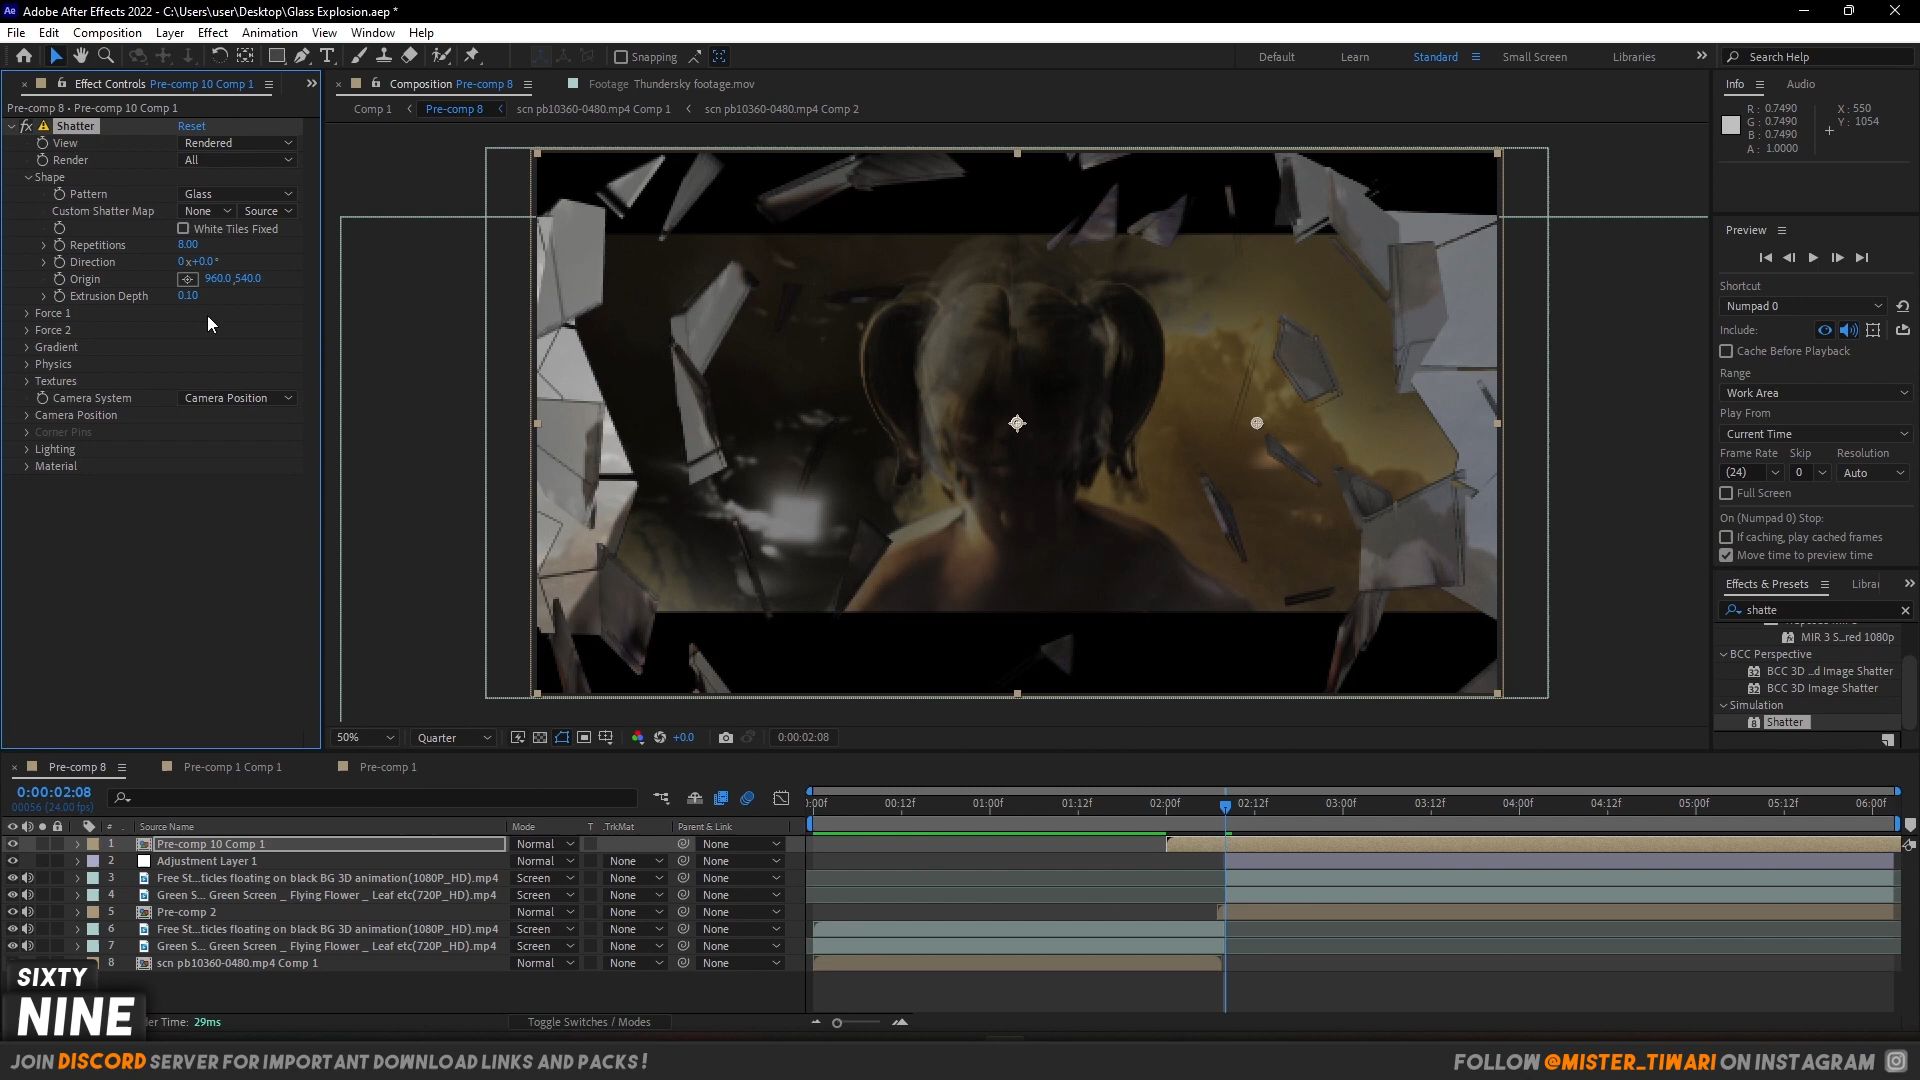 Ae Adobe After Effects 2022 - C:\Users\user\Desktop\Glass Explosion.aep *
File Edit Composition Layer Effect Animation View Window Help
Snapping Default Learn Standard Small Screen Libraries Search Help
Effect Controls Pre-comp 10 Comp 1
Composition Pre-comp 8
Footage Thundersky footage.mov
Info Audio
Pre-comp 8 • Pre-comp 10 Comp 1
Comp 1 Pre-comp 8 scn pb10360-0480.mp4 Comp 1 scn pb10360-0480.mp4 Comp 2
fx Shatter Reset
View Rendered
Render All
Shape
Pattern Glass
Custom Shatter Map None Source
White Tiles Fixed
Repetitions 8.00
Direction 0x+0.0°
Origin 960.0,540.0
Extrusion Depth 0.10
Force 1
Force 2
Gradient
Physics
Textures
Camera System Camera Position
Camera Position
Corner Pins
Lighting
Material
R: 0.7490 X: 550
G: 0.7490 Y: 1054
B: 0.7490
A: 1.0000
Preview
Shortcut
Numpad 0
Include:
Cache Before Playback
Range
Work Area
Play From
Current Time
Frame Rate Skip Resolution
(24) 0 Auto
Full Screen
On (Numpad 0) Stop:
If caching, play cached frames
Move time to preview time
Effects & Presets Librar
shatte
MIR 3 S...red 1080p
BCC Perspective
BCC 3D ...d Image Shatter
BCC 3D Image Shatter
Simulation
Shatter
50% Quarter +0.0 0:00:02:08
Pre-comp 8 Pre-comp 1 Comp 1 Pre-comp 1
0:00:02:08
00056 (24.00 fps)
):00f 00:12f 01:00f 01:12f 02:00f 02:12f 03:00f 03:12f 04:00f 04:12f 05:00f 05:12f 06:00f
# Source Name Mode T .TrkMat Parent & Link
1 Pre-comp 10 Comp 1 Normal None
2 Adjustment Layer 1 Normal None None
3 Free St...ticles floating on black BG 3D animation(1080P_HD).mp4 Screen None None
4 Green S... Green Screen _ Flying Flower _ Leaf etc(720P_HD).mp4 Screen None None
5 Pre-comp 2 Normal None None
6 Free St...ticles floating on black BG 3D animation(1080P_HD).mp4 Screen None None
7 Green S... Green Screen _ Flying Flower _ Leaf etc(720P_HD).mp4 Screen None None
8 scn pb10360-0480.mp4 Comp 1 Normal None None
SIXTY
NINE
der Time: 29ms
Toggle Switches / Modes
JOIN DISCORD SERVER FOR IMPORTANT DOWNLOAD LINKS AND PACKS!
FOLLOW @MISTER_TIWARI ON INSTAGRAM